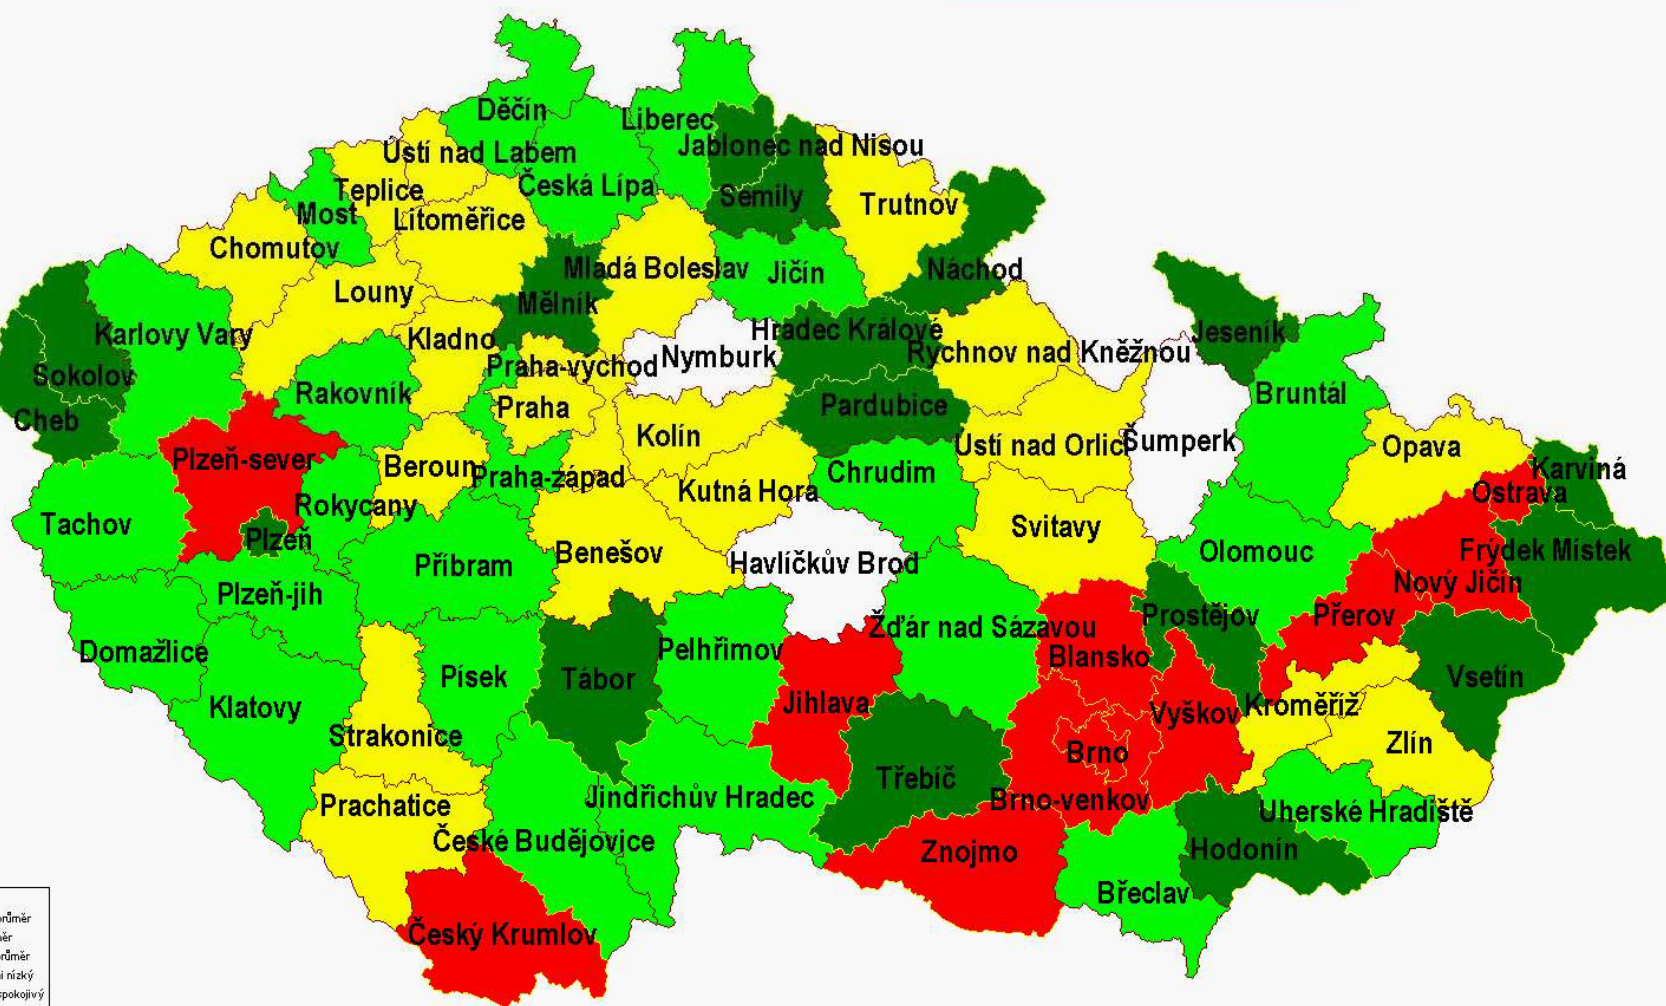 Děčín
Liberec
Jablonec nad Nisou
Ústí nad Labem
Teplice
Česká Lípa
Semily
Trutnov
Most
Litoměřice
Chomutov
Mladá Boleslav
Jičín
Náchod
Louny
Mělník
Karlovy Vary
Kladno
Hradec Králové
Jeseník
Nymburk
Rychnov nad Kněžnou
Praha-východ
Sokolov
Rakovník
Praha
Pardubice
Bruntál
Cheb
Kolín
Ústí nad Orlicí
Šumperk
Opava
Plzeň-sever
Beroun
Praha-západ
Chrudim
Karviná
Kutná Hora
Ostrava
Rokycany
Tachov
Svitavy
Plzeň
Benešov
Olomouc
Frýdek Místek
Příbram
Havlíčkův Brod
Nový Jičín
Plzeň-jih
Prostějov
Přerov
Žďár nad Sázavou
Domažlice
Pelhřimov
Blansko
Písek
Tábor
Vsetín
Klatovy
Jihlava
Vyškov
Kroměříž
Strakonice
Brno
Zlín
Třebíč
Prachatice
Jindřichův Hradec
Brno-venkov
Uherské Hradiště
České Budějovice
Znojmo
Hodonín
Břeclav
Český Krumlov
i nízký